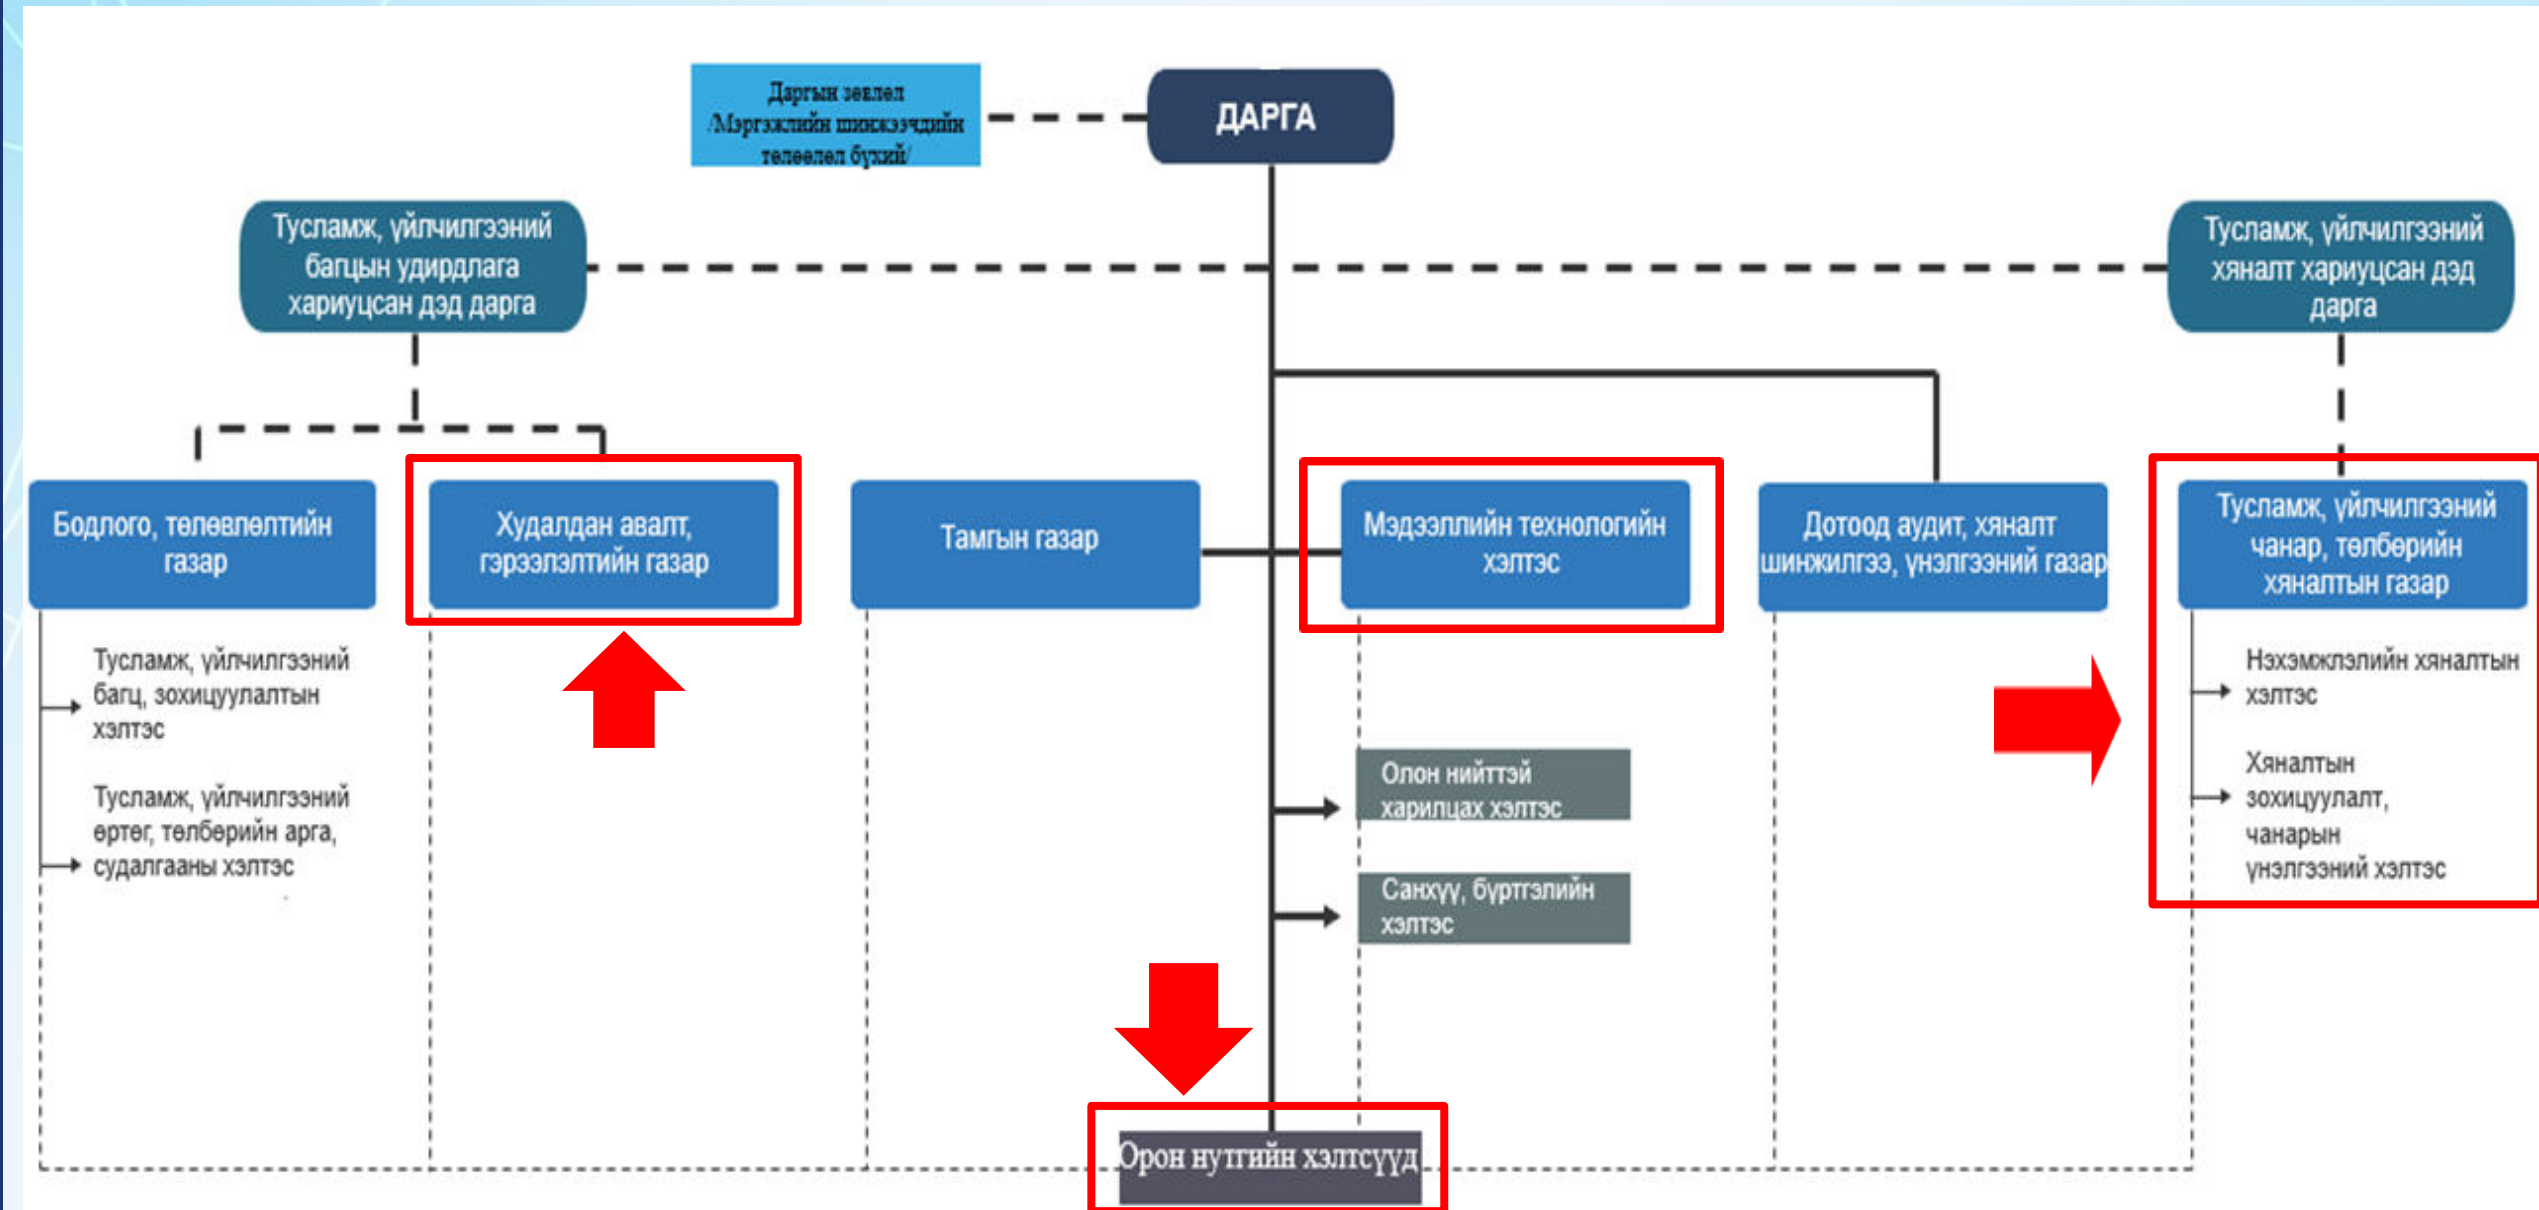 Даргын зөвлөл
/Мэргэжлийн шинжээчдийн
төлөөлөл бүхий/
ДАРГА
Тусламж, үйлчилгээний
багцын удирдлага
хариуцсан дэд дарга
Тусламж, үйлчилгээний
хяналт хариуцсан дэд
дарга
Бодлого, төлөвлөлтийн
газар
Худалдан авалт,
гэрээлэлтийн газар
Тамгын газар
Мэдээллийн технологийн
хэлтэс
Дотоод аудит, хяналт
шинжилгээ, үнэлгээний газар
Тусламж, үйлчилгээний
чанар, төлбөрийн
хяналтын газар
Тусламж, үйлчилгээний
багц, зохицуулалтын
хэлтэс
Тусламж, үйлчилгээний
өртөг, төлбөрийн арга,
судалгааны хэлтэс
Олон нийттэй
харилцах хэлтэс
Санхүү, бүртгэлийн
хэлтэс
Нэхэмжлэлийн хяналтын
хэлтэс
Хяналтын
зохицуулалт,
чанарын
үнэлгээний хэлтэс
Орон нутгийн хэлтсүүд